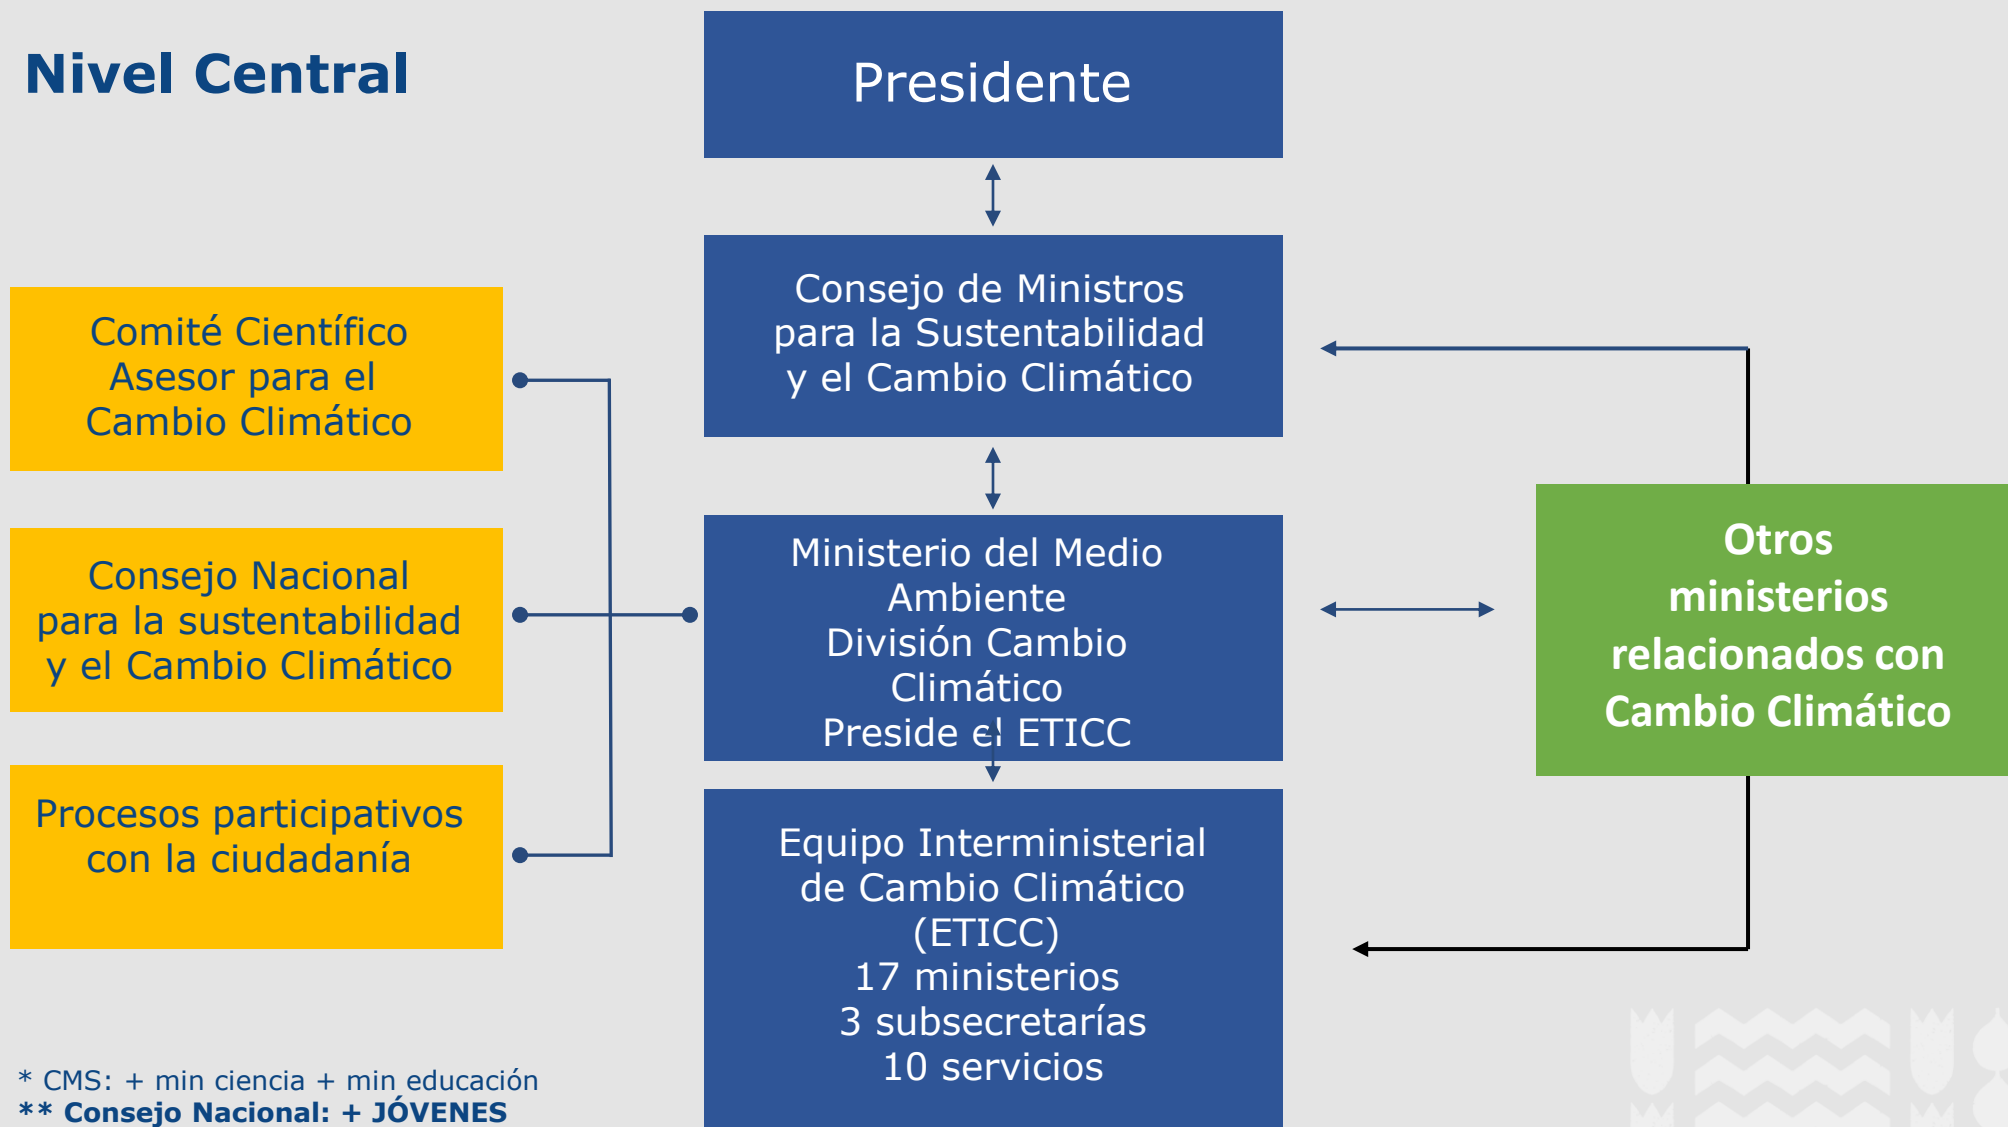 Nivel Central
Presidente
Consejo de Ministros
para la Sustentabilidad
y el Cambio Climático
Comité Científico
Asesor para el
Cambio Climático
Consejo Nacional
para la sustentabilidad
y el Cambio Climático
Procesos participativos
con la ciudadanía
Ministerio del Medio
Ambiente
División Cambio
Climático
Preside el ETICC
Otros
ministerios
relacionados con
Cambio Climático
Equipo Interministerial
de Cambio Climático
(ETICC)
17 ministerios
3 subsecretarías
10 servicios
* CMS: + min ciencia + min educación
** Consejo Nacional: + JÓVENES